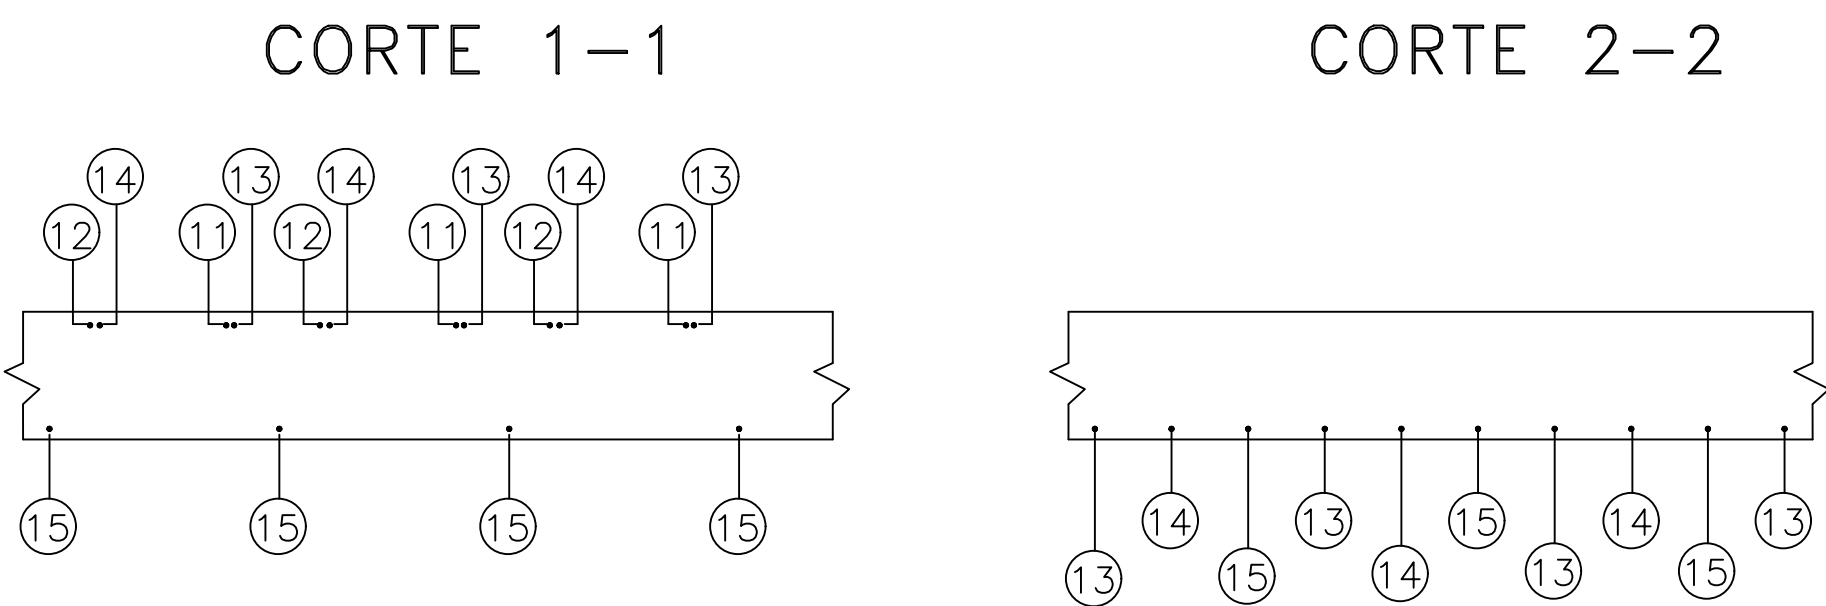 CORTE 1-1
CORTE 2-2
14 13 14 13 14 13
12 11 12 11 12 11
15 15 15 15
14 13 15 14 13
13 15 14 13 15